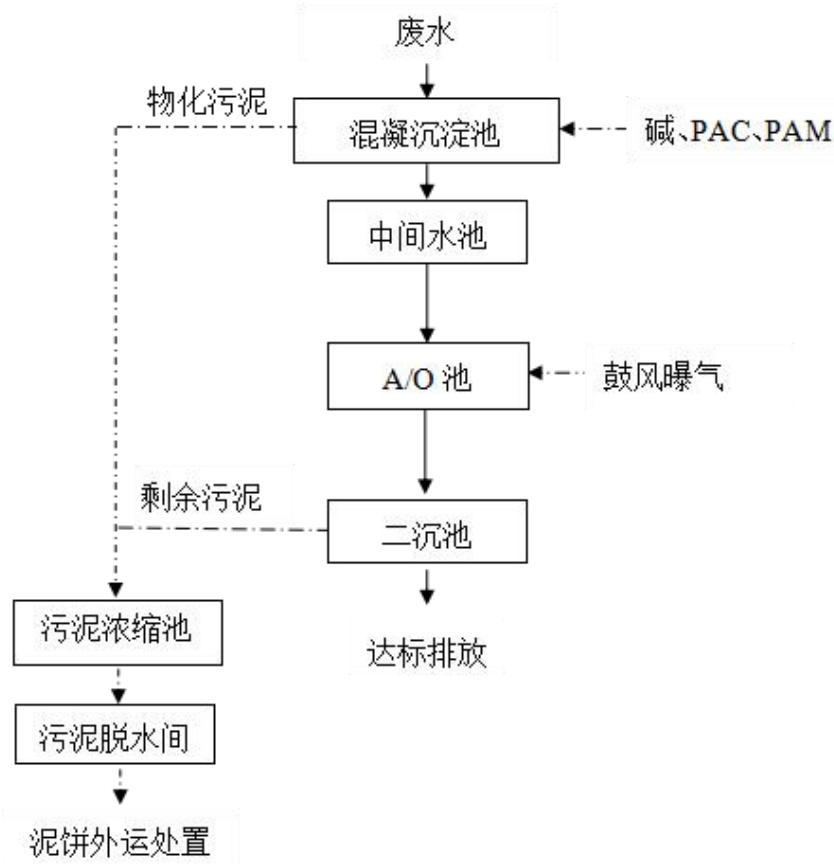 废水
物化污泥
混凝沉淀池
碱、PAC、PAM
中间水池
A/O 池
鼓风曝气
剩余污泥
二沉池
污泥浓缩池
达标排放
污泥脱水间
泥饼外运处置